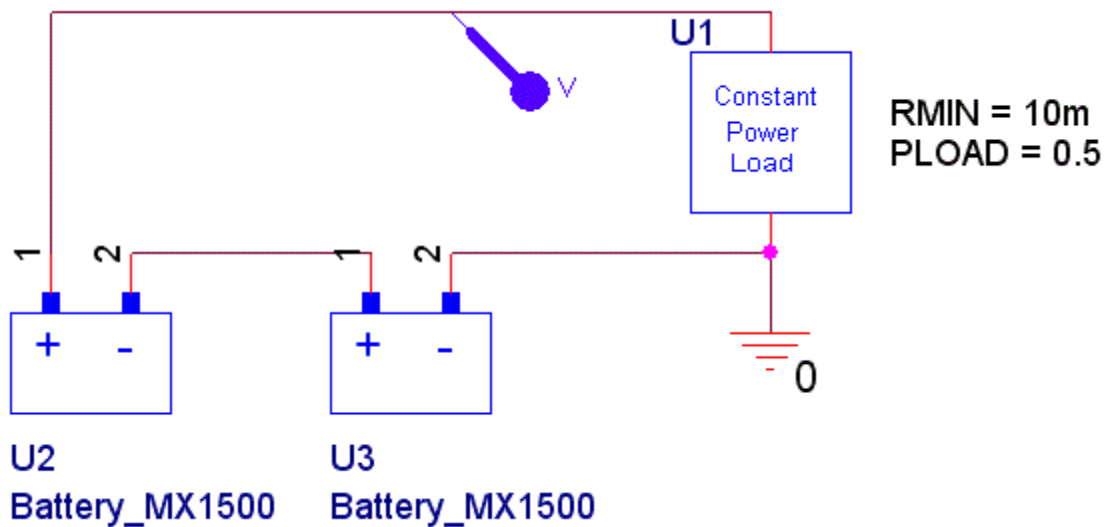 U1
V
Constant
Power
Load
RMIN = 10m
PLOAD = 0.5
1
2
1
2
+ -
+ -
0
U2
Battery_MX1500
U3
Battery_MX1500